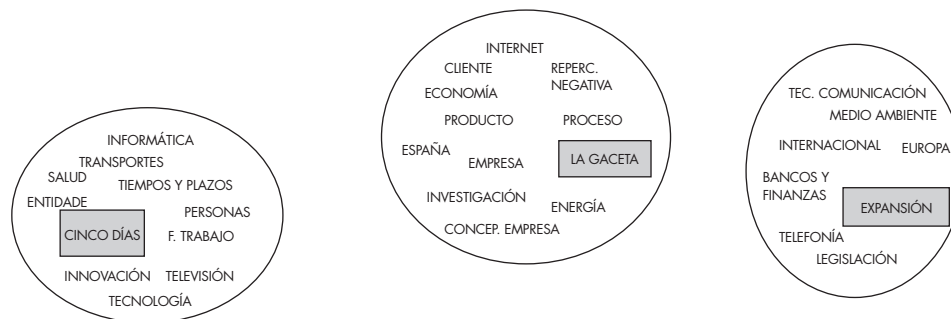 INFORMÁTICA
TRANSPORTES
SALUD
TIEMPOS Y PLAZOS
ENTIDADE
PERSONAS
CINCO DÍAS
F. TRABAJO
INNOVACIÓN
TELEVISIÓN
TECNOLOGÍA
INTERNET
CLIENTE
REPERC.
NEGATIVA
ECONOMÍA
PRODUCTO
PROCESO
ESPAÑA
EMPRESA
LA GACETA
INVESTIGACIÓN
ENERGÍA
CONCEP. EMPRESA
TEC. COMUNICACIÓN
MEDIO AMBIENTE
INTERNACIONAL
EUROPA
BANCOS Y
FINANZAS
EXPANSIÓN
TELEFONÍA
LEGISLACIÓN